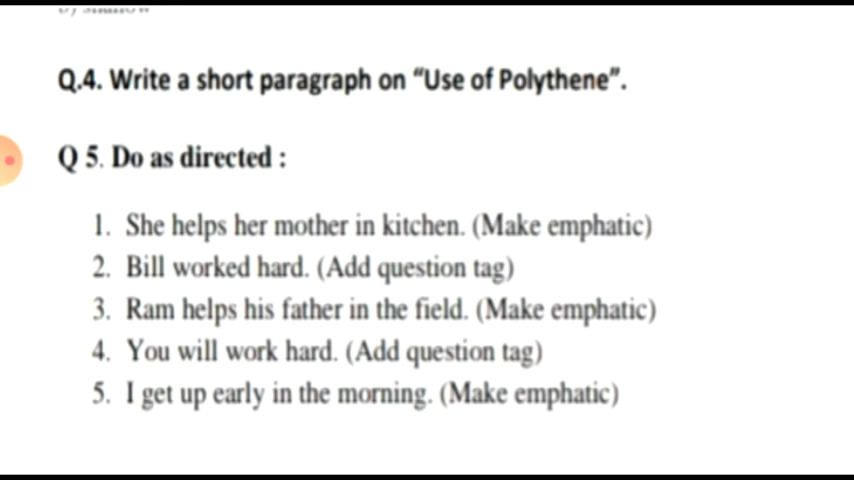 Q.4. Write a short paragraph on "Use of Polythene".
Q 5. Do as directed :
1. She helps her mother in kitchen. (Make emphatic)
2. Bill worked hard. (Add question tag)
3. Ram helps his father in the field. (Make emphatic)
4. You will work hard. (Add question tag)
5. I get up early in the morning. (Make emphatic)